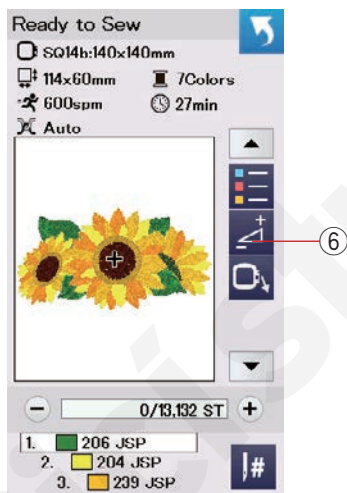 Ready to Sew
SQ14b:140x140mm
114x60mm 7Colors
600spm 27min
Auto
⑥
− 0/13,132 ST +
1. 206 JSP
2. 204 JSP
3. 239 JSP
#